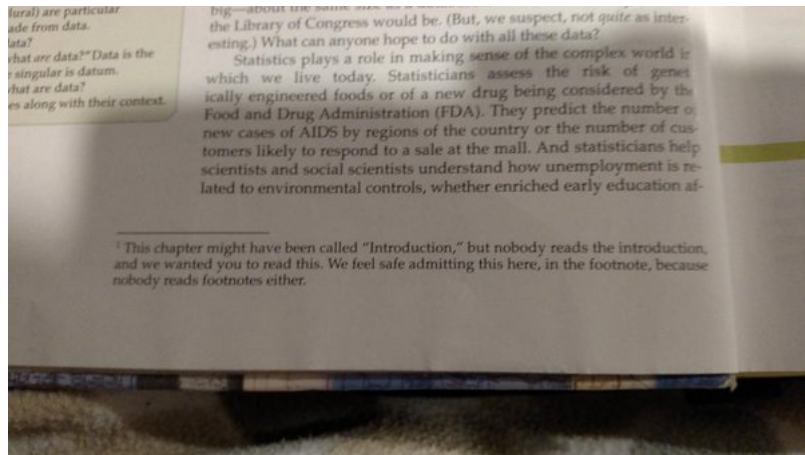 lural) are particular
ade from data.
ata?
hat are data?" Data is the
singular is datum.
hat are data?
es along with their context.
big—about the same
the Library of Congress would be. (But, we suspect, not quite as inter-
esting.) What can anyone hope to do with all these data?
Statistics plays a role in making sense of the complex world i
which we live today. Statisticians assess the risk of genet
ically engineered foods or of a new drug being considered by the
Food and Drug Administration (FDA). They predict the number o
new cases of AIDS by regions of the country or the number of cus-
tomers likely to respond to a sale at the mall. And statisticians help
scientists and social scientists understand how unemployment is re-
lated to environmental controls, whether enriched early education af-
1 This chapter might have been called "Introduction," but nobody reads the introduction,
and we wanted you to read this. We feel safe admitting this here, in the footnote, because
nobody reads footnotes either.